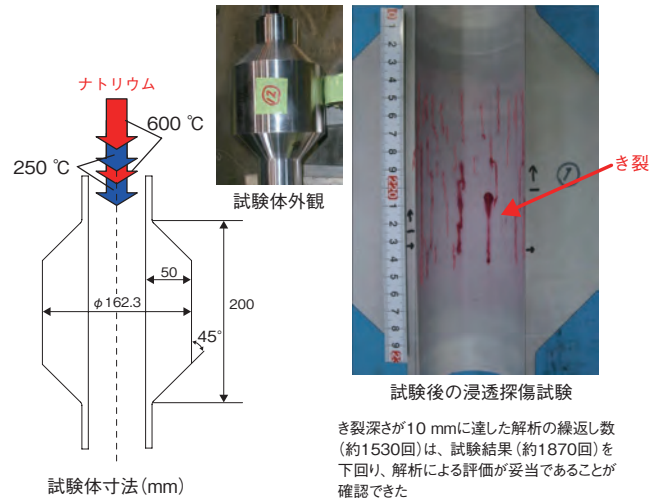 ナトリウム
600 ℃
250 ℃
50
φ162.3
200
45°
試験体寸法(mm)
試験体外観
き裂
試験後の浸透探傷試験
き裂深さが10 mmに達した解析の繰返し数
(約1530回)は、試験結果(約1870回)を
下回り、解析による評価が妥当であることが
確認できた